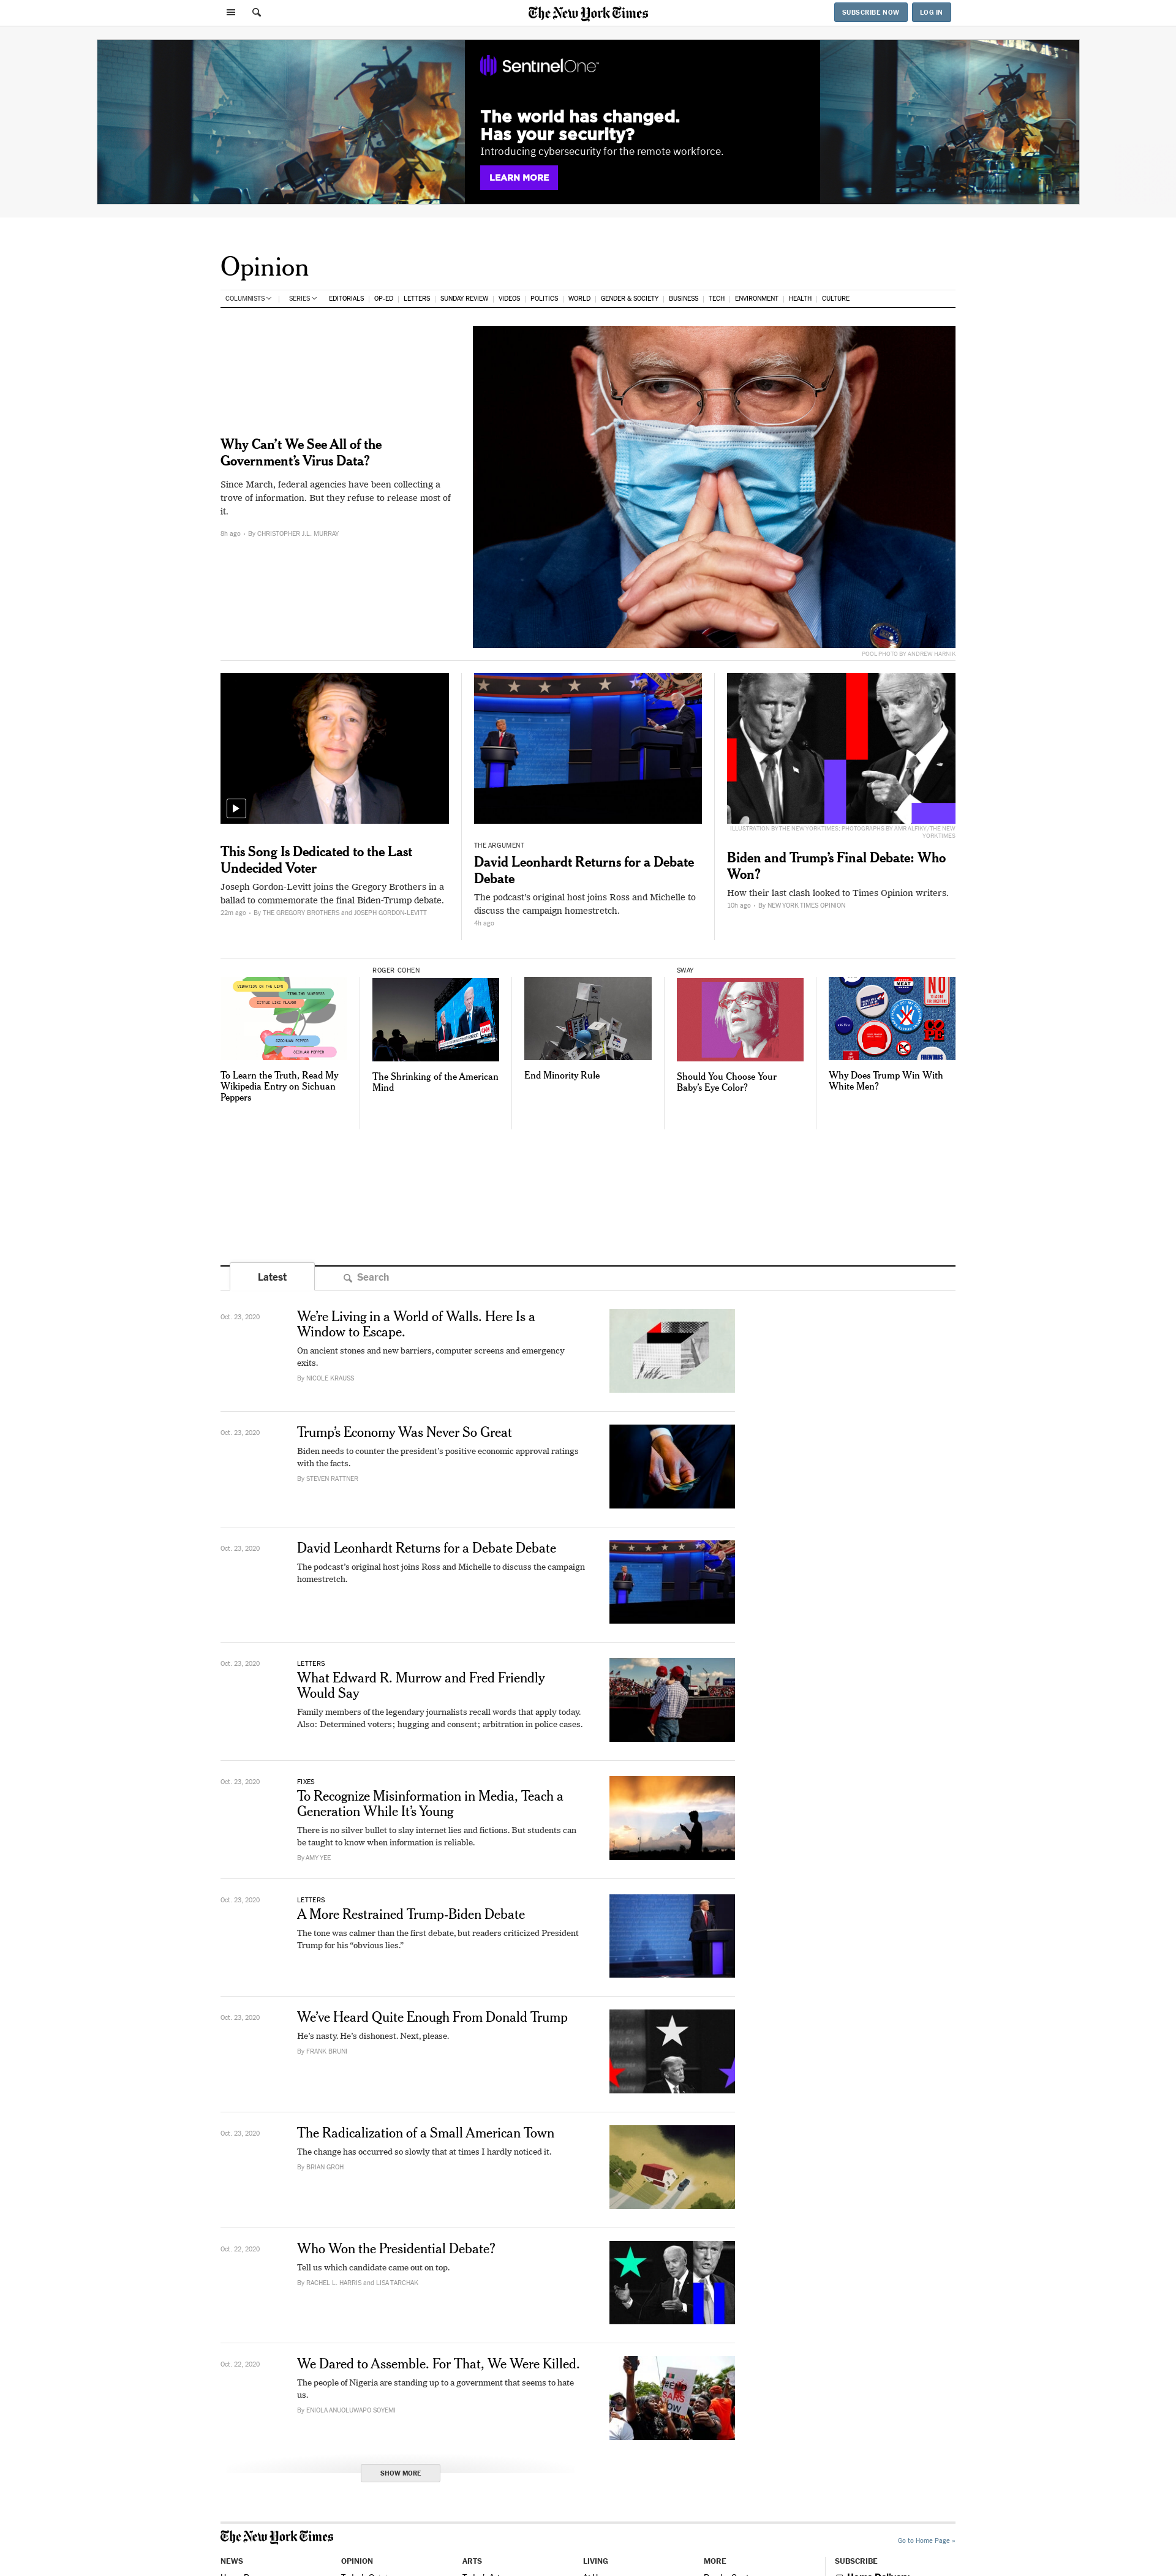 The New York Times
SUBSCRIBE NOW
LOG IN
SentinelOne
The world has changed.
Has your security?
Introducing cybersecurity for the remote workforce.
LEARN MORE
Opinion
COLUMNISTS
SERIES
EDITORIALS
OP-ED
LETTERS
SUNDAY REVIEW
VIDEOS
POLITICS
WORLD
GENDER & SOCIETY
BUSINESS
TECH
ENVIRONMENT
HEALTH
CULTURE
Why Can’t We See All of the
Government’s Virus Data?
Since March, federal agencies have been collecting a
trove of information. But they refuse to release most of
it.
8h ago - By CHRISTOPHER J.L. MURRAY
POOL PHOTO BY ANDREW HARNIK
This Song Is Dedicated to the Last
Undecided Voter
Joseph Gordon-Levitt joins the Gregory Brothers in a
ballad to commemorate the final Biden-Trump debate.
22m ago - By THE GREGORY BROTHERS and JOSEPH GORDON-LEVITT
THE ARGUMENT
David Leonhardt Returns for a Debate
Debate
The podcast’s original host joins Ross and Michelle to
discuss the campaign homestretch.
4h ago
ILLUSTRATION BY THE NEW YORK TIMES; PHOTOGRAPHS BY AMR ALFIKY/THE NEW
YORK TIMES
Biden and Trump’s Final Debate: Who
Won?
How their last clash looked to Times Opinion writers.
10h ago - By NEW YORK TIMES OPINION
VIBRATION IN THE LIPS
TINGLING NUMBNESS
CITRUS LIKE FLAVOR
SICHUAN PEPPER
To Learn the Truth, Read My
Wikipedia Entry on Sichuan
Peppers
ROGER COHEN
The Shrinking of the American
Mind
End Minority Rule
SWAY
Should You Choose Your
Baby’s Eye Color?
MEAT
NO
PC
FIREWORKS
Why Does Trump Win With
White Men?
Latest
Search
Oct. 23, 2020
We’re Living in a World of Walls. Here Is a
Window to Escape.
On ancient stones and new barriers, computer screens and emergency
exits.
By NICOLE KRAUSS
Oct. 23, 2020
Trump’s Economy Was Never So Great
Biden needs to counter the president’s positive economic approval ratings
with the facts.
By STEVEN RATTNER
Oct. 23, 2020
David Leonhardt Returns for a Debate Debate
The podcast’s original host joins Ross and Michelle to discuss the campaign
homestretch.
Oct. 23, 2020
LETTERS
What Edward R. Murrow and Fred Friendly
Would Say
Family members of the legendary journalists recall words that apply today.
Also: Determined voters; hugging and consent; arbitration in police cases.
Oct. 23, 2020
FIXES
To Recognize Misinformation in Media, Teach a
Generation While It’s Young
There is no silver bullet to slay internet lies and fictions. But students can
be taught to know when information is reliable.
By AMY YEE
Oct. 23, 2020
LETTERS
A More Restrained Trump-Biden Debate
The tone was calmer than the first debate, but readers criticized President
Trump for his “obvious lies.”
Oct. 23, 2020
We’ve Heard Quite Enough From Donald Trump
He’s nasty. He’s dishonest. Next, please.
By FRANK BRUNI
Oct. 23, 2020
The Radicalization of a Small American Town
The change has occurred so slowly that at times I hardly noticed it.
By BRIAN GROH
Oct. 22, 2020
Who Won the Presidential Debate?
Tell us which candidate came out on top.
By RACHEL L. HARRIS and LISA TARCHAK
Oct. 22, 2020
We Dared to Assemble. For That, We Were Killed.
The people of Nigeria are standing up to a government that seems to hate
us.
By ENIOLA ANUOLUWAPO SOYEMI
#END
SARS
NOW
SHOW MORE
The New York Times
Go to Home Page »
NEWS
OPINION
ARTS
LIVING
MORE
SUBSCRIBE